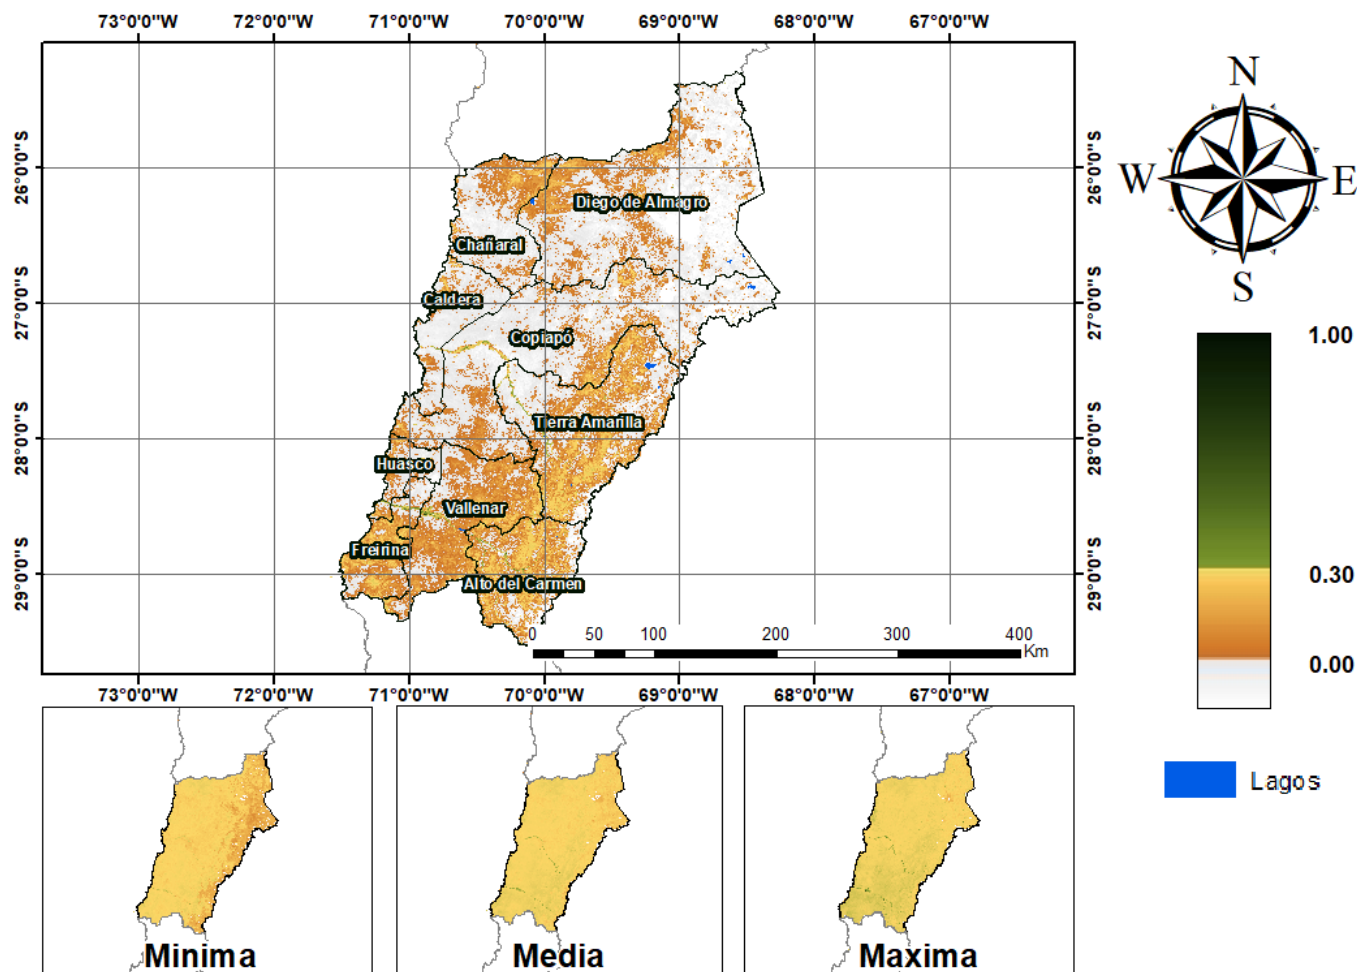 73°0'0"W 72°0'0"W 71°0'0"W 70°0'0"W 69°0'0"W 68°0'0"W 67°0'0"W
N
W E
S
26°0'0"S 26°0'0"S
27°0'0"S 27°0'0"S
28°0'0"S 28°0'0"S
29°0'0"S 29°0'0"S
Diego de Almagro
Chañaral
Caldera
Copiapó
Tierra Amarilla
Huasco
Vallenar
Freirina
Alto del Carmen
0 50 100 200 300 400
Km
1.00
0.30
0.00
73°0'0"W 72°0'0"W 71°0'0"W 70°0'0"W 69°0'0"W 68°0'0"W 67°0'0"W
Lagos
Minima Media Maxima